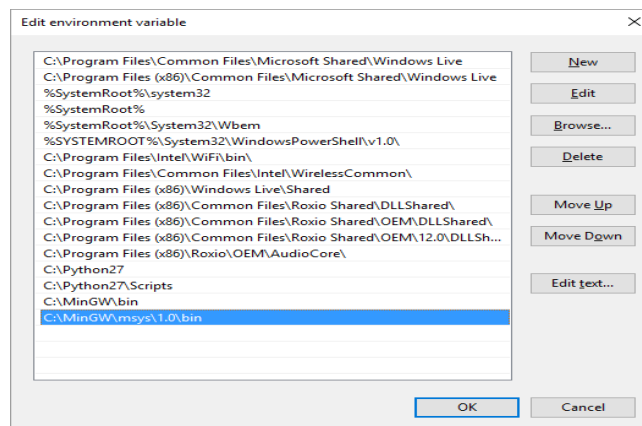 Edit environment variable
C:\Program Files\Common Files\Microsoft Shared\Windows Live
C:\Program Files (x86)\Common Files\Microsoft Shared\Windows Live
%SystemRoot%\system32
%SystemRoot%
%SystemRoot%\System32\Wbem
%SYSTEMROOT%\System32\WindowsPowerShell\v1.0\
C:\Program Files\Intel\WiFi\bin\
C:\Program Files\Common Files\Intel\WirelessCommon\
C:\Program Files (x86)\Windows Live\Shared
C:\Program Files (x86)\Common Files\Roxio Shared\DLLShared\
C:\Program Files (x86)\Common Files\Roxio Shared\OEM\DLLShared\
C:\Program Files (x86)\Common Files\Roxio Shared\OEM\12.0\DLLSh...
C:\Program Files (x86)\Roxio\OEM\AudioCore\
C:\Python27
C:\Python27\Scripts
C:\MinGW\bin
C:\MinGW\msys\1.0\bin
New
Edit
Browse...
Delete
Move Up
Move Down
Edit text...
OK
Cancel